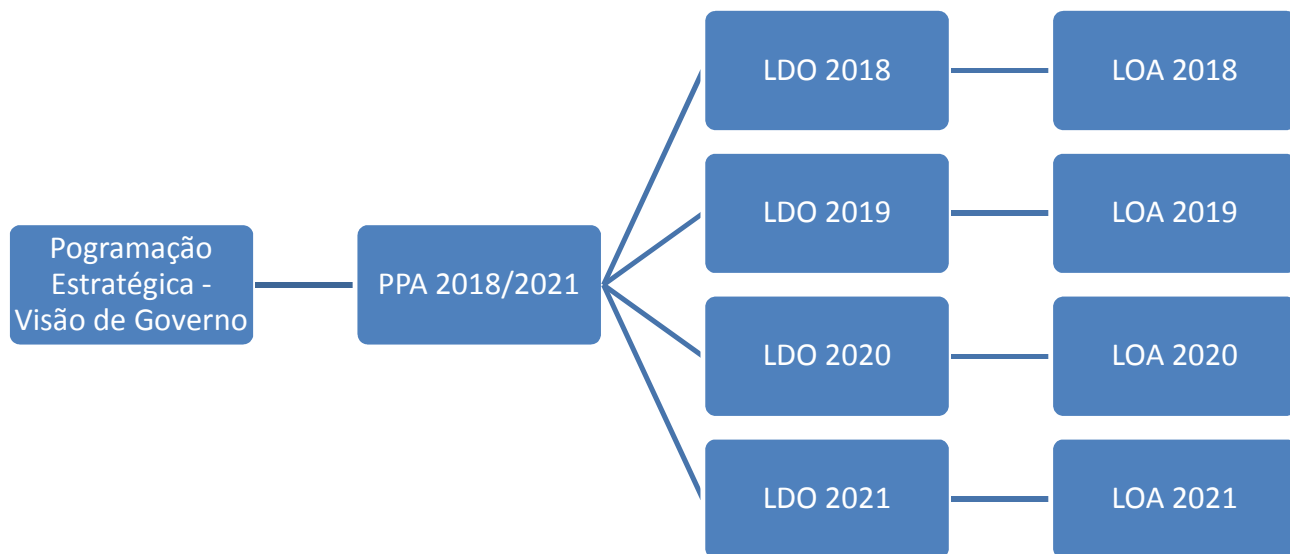 Pogramação
Estratégica -
Visão de Governo
PPA 2018/2021
LDO 2018
LOA 2018
LDO 2019
LOA 2019
LDO 2020
LOA 2020
LDO 2021
LOA 2021